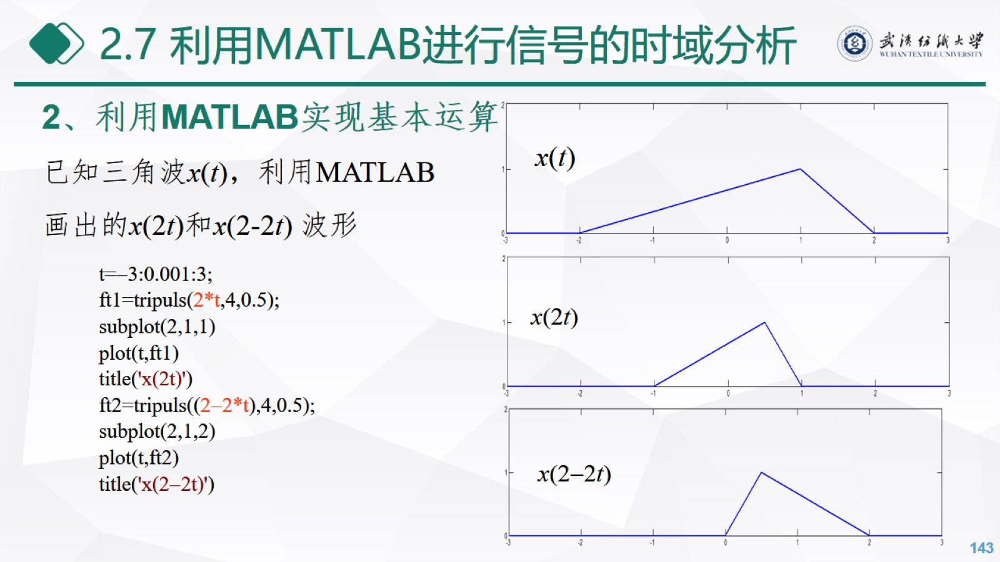 2.7 利用MATLAB进行信号的时域分析
武汉纺织大学
WUHAN TEXTILE UNIVERSITY
2、利用MATLAB实现基本运算
已知三角波x(t)，利用MATLAB
画出的x(2t)和x(2-2t) 波形
t=–3:0.001:3;
ft1=tripuls(2*t,4,0.5);
subplot(2,1,1)
plot(t,ft1)
title('x(2t)')
ft2=tripuls((2–2*t),4,0.5);
subplot(2,1,2)
plot(t,ft2)
title('x(2–2t)')
2
x(t)
1
0
-3 -2 -1 0 1 2 3
2
x(2t)
1
0
-3 -2 -1 0 1 2 3
2
x(2–2t)
1
0
-3 -2 -1 0 1 2 3
143